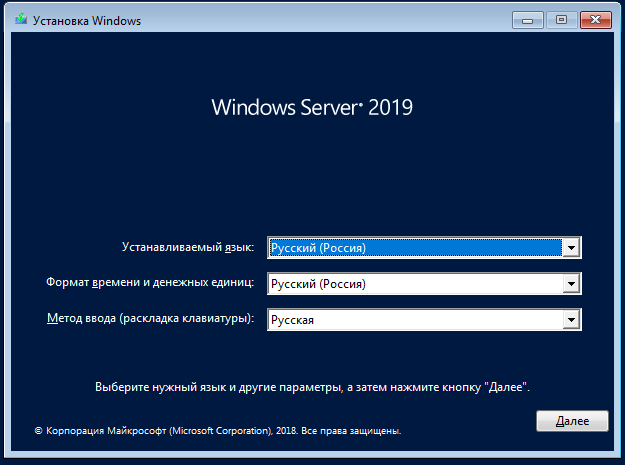 Установка Windows
Windows Server® 2019
Устанавливаемый язык: Русский (Россия)
Формат времени и денежных единиц: Русский (Россия)
Метод ввода (раскладка клавиатуры): Русская
Выберите нужный язык и другие параметры, а затем нажмите кнопку "Далее".
Далее
© Корпорация Майкрософт (Microsoft Corporation), 2018. Все права защищены.